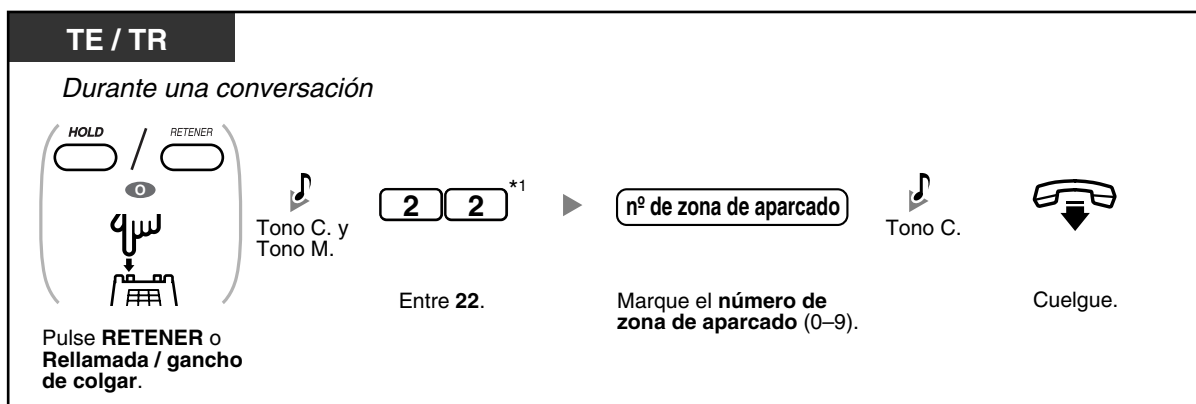 TE / TR
Durante una conversación
HOLD / RETENER
O
Tono C. y
Tono M.
2 2 *1
nº de zona de aparcado
Tono C.
Pulse RETENER o
Rellamada / gancho
de colgar.
Entre 22.
Marque el número de
zona de aparcado (0–9).
Cuelgue.